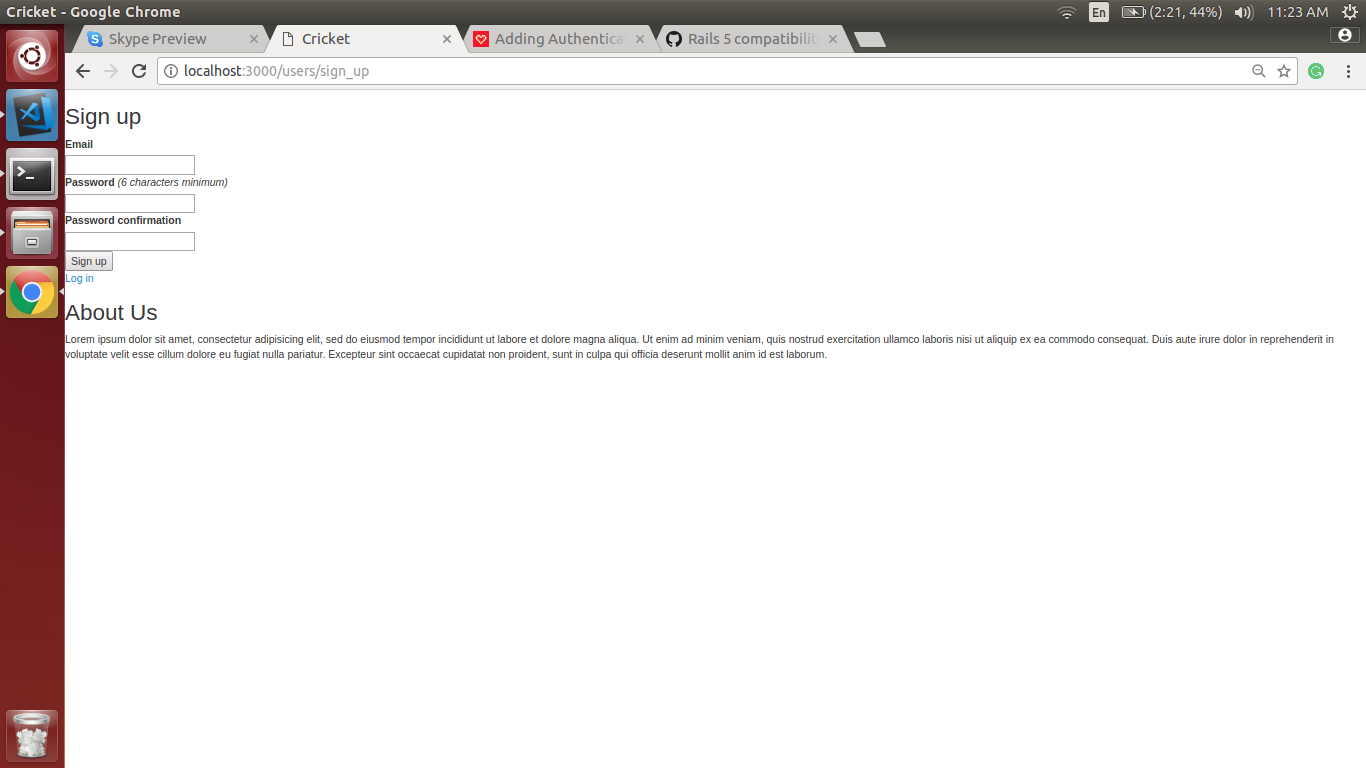 Cricket - Google Chrome
En
(2:21, 44%)
11:23 AM
Skype Preview
Cricket
Adding Authentica
Rails 5 compatibility
localhost:3000/users/sign_up
Sign up
Email
Password (6 characters minimum)
Password confirmation
Sign up
Log in
About Us
Lorem ipsum dolor sit amet, consectetur adipisicing elit, sed do eiusmod tempor incididunt ut labore et dolore magna aliqua. Ut enim ad minim veniam, quis nostrud exercitation ullamco laboris nisi ut aliquip ex ea commodo consequat. Duis aute irure dolor in reprehenderit in
voluptate velit esse cillum dolore eu fugiat nulla pariatur. Excepteur sint occaecat cupidatat non proident, sunt in culpa qui officia deserunt mollit anim id est laborum.